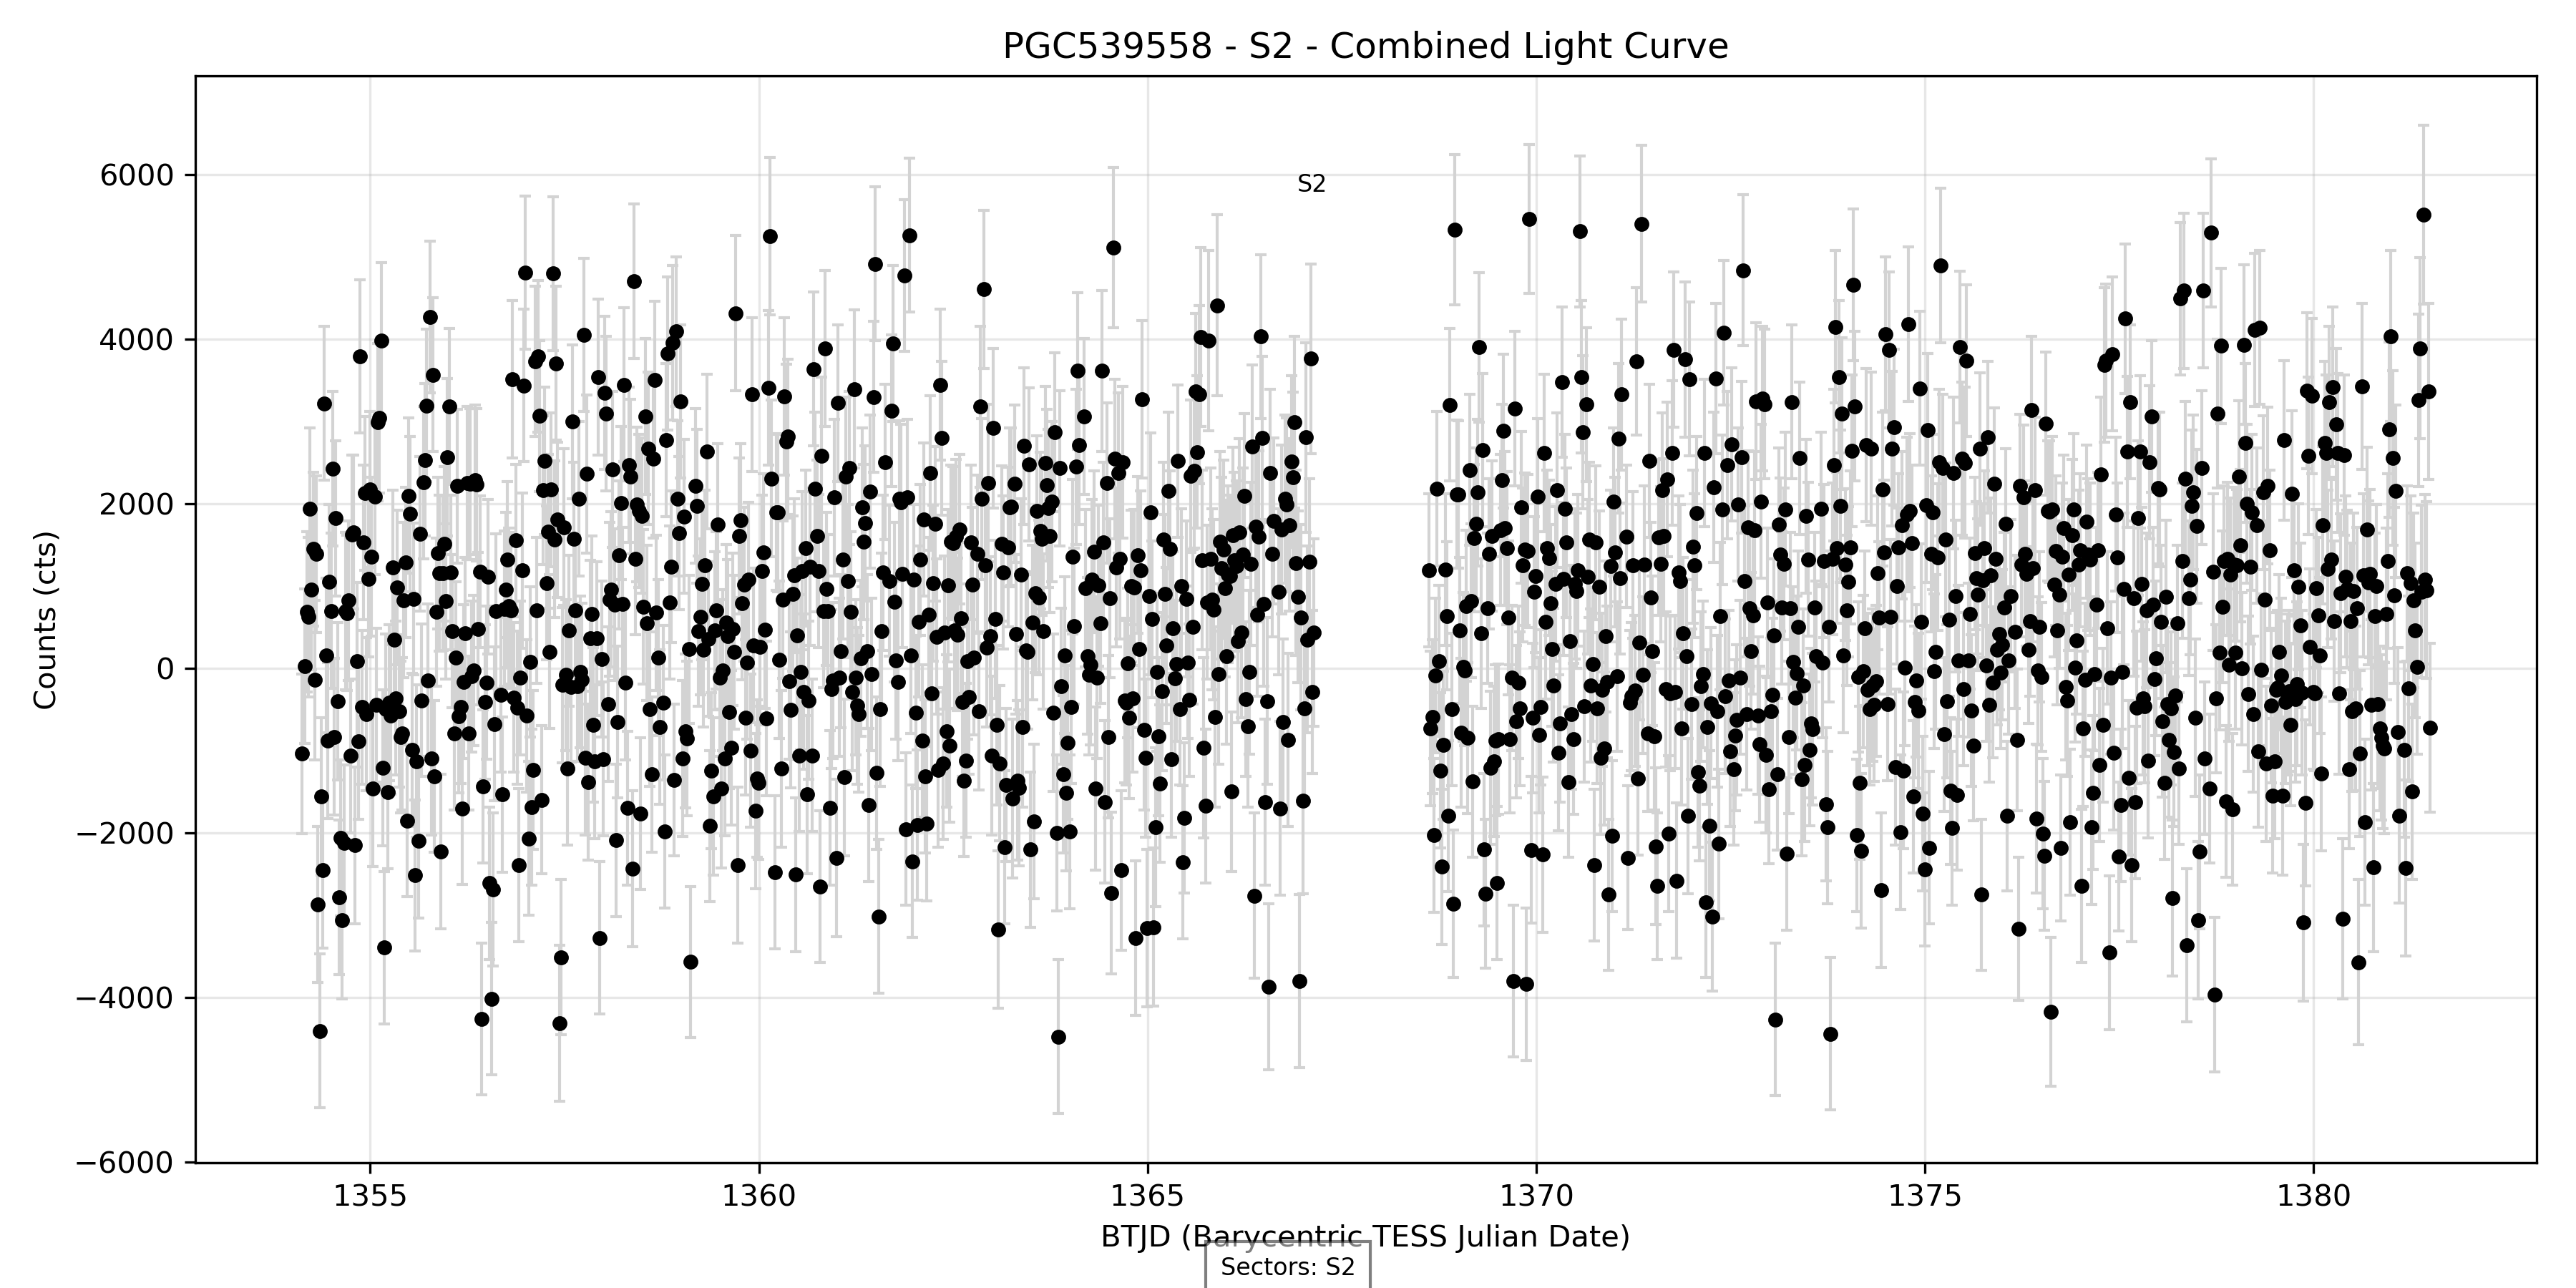 PGC539558 - S2 - Combined Light Curve
6000
4000
2000
0
−2000
−4000
−6000
Counts (cts)
S2
1355 1360 1365 1370 1375 1380
BTJD (Barycentric TESS Julian Date)
Sectors: S2